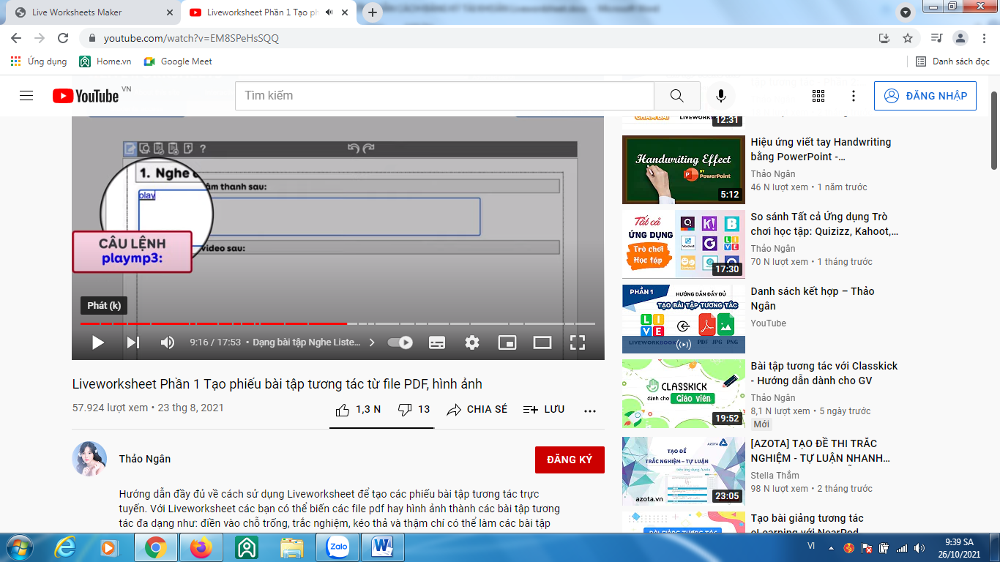 Live Worksheets Maker
Liveworksheet Phần 1 Tạo ph
youtube.com/watch?v=EM8SPeHsSQQ
Ứng dụng
Home.vn
Google Meet
Danh sách đọc
YouTube VN
Tìm kiếm
ĐĂNG NHẬP
1. Nghe
âm thanh sau:
play
video sau:
CÂU LỆNH
playmp3:
Phát (k)
9:16 / 17:53 • Dạng bài tập Nghe Liste...
Liveworksheet Phần 1 Tạo phiếu bài tập tương tác từ file PDF, hình ảnh
57.924 lượt xem • 23 thg 8, 2021
1,3 N
13
CHIA SẺ
LƯU
Thảo Ngân
ĐĂNG KÝ
Hướng dẫn đầy đủ về cách sử dụng Liveworksheet để tạo các phiếu bài tập tương tác trực
tuyến. Với Liveworksheet các bạn có thể biến các file pdf hay hình ảnh thành các bài tập tương
tác đa dạng như: điền vào chỗ trống, trắc nghiệm, kéo thả và thậm chí có thể làm các bài tập
12:31
Handwriting Effect
BY
PowerPoint
5:12
Hiệu ứng viết tay Handwriting
bằng PowerPoint -...
Thảo Ngân
46 N lượt xem • 1 năm trước
Tất cả
ỨNG DỤNG
Trò chơi
Học tập
17:30
So sánh Tất cả Ứng dụng Trò
chơi học tập: Quizizz, Kahoot,...
Thảo Ngân
70 N lượt xem • 1 tháng trước
PHẦN 1
HƯỚNG DẪN ĐẦY ĐỦ
TẠO BÀI TẬP TƯƠNG TÁC
LIVE
LIVEWORKBOOK
PDF JPG PNG
Danh sách kết hợp – Thảo
Ngân
YouTube
CLASSKICK
dành cho
Giáo viên
19:52
Bài tập tương tác với Classkick
- Hướng dẫn dành cho GV
Thảo Ngân
8,1 N lượt xem • 5 ngày trước
Mới
AZOTA
TẠO ĐỀ
TRẮC NGHIỆM - TỰ LUẬN
trên ứng dụng Azota
azota.vn
23:05
[AZOTA] TẠO ĐỀ THI TRẮC
NGHIỆM - TỰ LUẬN NHANH...
Stella Thắm
98 N lượt xem • 2 tháng trước
BÀI GIẢNG TƯƠNG TÁC
Tạo bài giảng tương tác
eLearning với NearPod
Zalo
VI
9:39 SA
26/10/2021